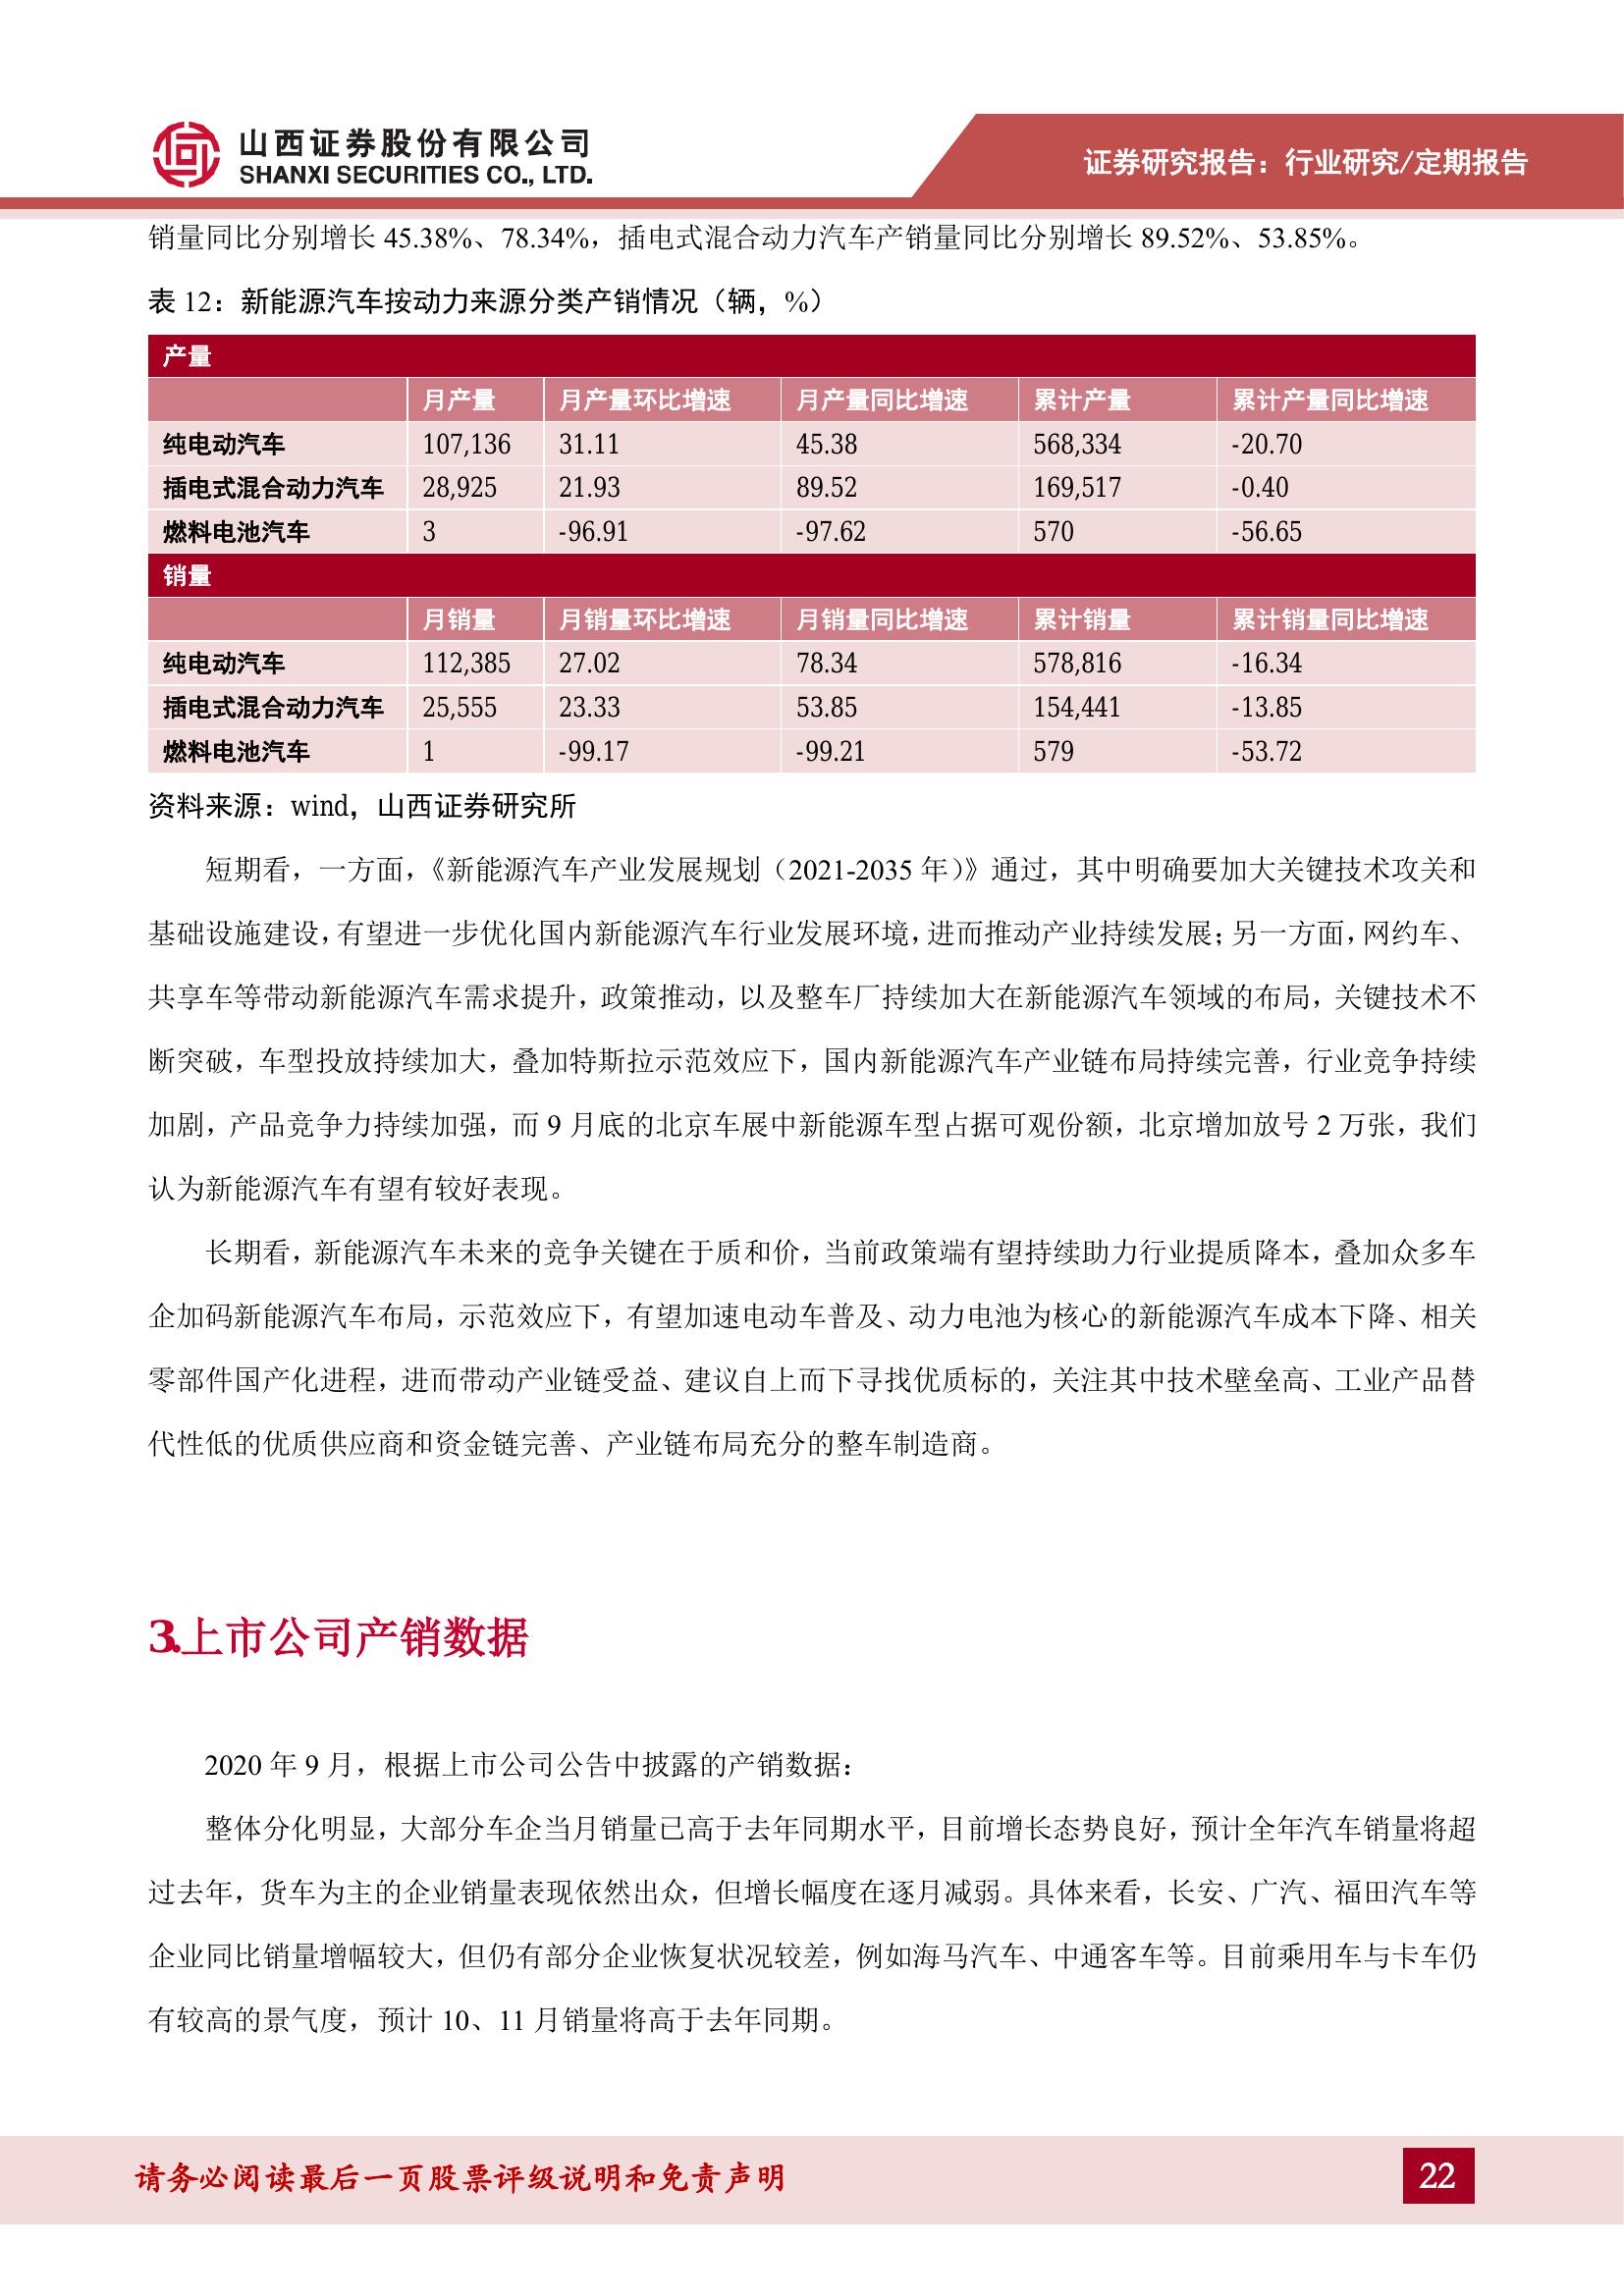 山西证券股份有限公司
SHANXI SECURITIES CO., LTD.
证券研究报告：行业研究/定期报告
销量同比分别增长 45.38%、78.34%，插电式混合动力汽车产销量同比分别增长 89.52%、53.85%。
表 12：新能源汽车按动力来源分类产销情况（辆，%）
产量
月产量 月产量环比增速 月产量同比增速 累计产量 累计产量同比增速
纯电动汽车 107,136 31.11 45.38 568,334 -20.70
插电式混合动力汽车 28,925 21.93 89.52 169,517 -0.40
燃料电池汽车 3 -96.91 -97.62 570 -56.65
销量
月销量 月销量环比增速 月销量同比增速 累计销量 累计销量同比增速
纯电动汽车 112,385 27.02 78.34 578,816 -16.34
插电式混合动力汽车 25,555 23.33 53.85 154,441 -13.85
燃料电池汽车 1 -99.17 -99.21 579 -53.72
资料来源：wind，山西证券研究所
短期看，一方面，《新能源汽车产业发展规划（2021-2035 年）》通过，其中明确要加大关键技术攻关和
基础设施建设，有望进一步优化国内新能源汽车行业发展环境，进而推动产业持续发展；另一方面，网约车、
共享车等带动新能源汽车需求提升，政策推动，以及整车厂持续加大在新能源汽车领域的布局，关键技术不
断突破，车型投放持续加大，叠加特斯拉示范效应下，国内新能源汽车产业链布局持续完善，行业竞争持续
加剧，产品竞争力持续加强，而 9 月底的北京车展中新能源车型占据可观份额，北京增加放号 2 万张，我们
认为新能源汽车有望有较好表现。
长期看，新能源汽车未来的竞争关键在于质和价，当前政策端有望持续助力行业提质降本，叠加众多车
企加码新能源汽车布局，示范效应下，有望加速电动车普及、动力电池为核心的新能源汽车成本下降、相关
零部件国产化进程，进而带动产业链受益、建议自上而下寻找优质标的，关注其中技术壁垒高、工业产品替
代性低的优质供应商和资金链完善、产业链布局充分的整车制造商。
3.上市公司产销数据
2020 年 9 月，根据上市公司公告中披露的产销数据：
整体分化明显，大部分车企当月销量已高于去年同期水平，目前增长态势良好，预计全年汽车销量将超
过去年，货车为主的企业销量表现依然出众，但增长幅度在逐月减弱。具体来看，长安、广汽、福田汽车等
企业同比销量增幅较大，但仍有部分企业恢复状况较差，例如海马汽车、中通客车等。目前乘用车与卡车仍
有较高的景气度，预计 10、11 月销量将高于去年同期。
请务必阅读最后一页股票评级说明和免责声明
22